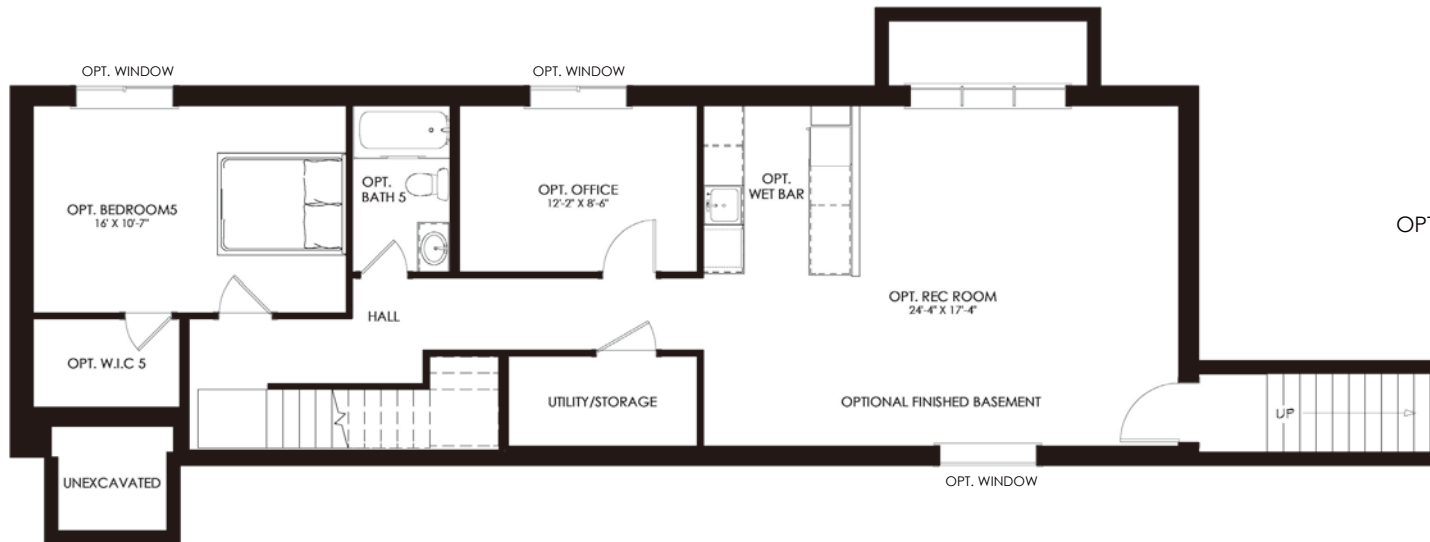 OPT. WINDOW
OPT. WINDOW
OPT. BEDROOM5
16' X 10'-7"
OPT.
BATH 5
OPT. OFFICE
12'-2" X 8'-6"
OPT.
WET BAR
OPT
OPT. REC ROOM
24'-4" X 17'-4"
HALL
OPT. W.I.C 5
UTILITY/STORAGE
OPTIONAL FINISHED BASEMENT
UP
UNEXCAVATED
OPT. WINDOW